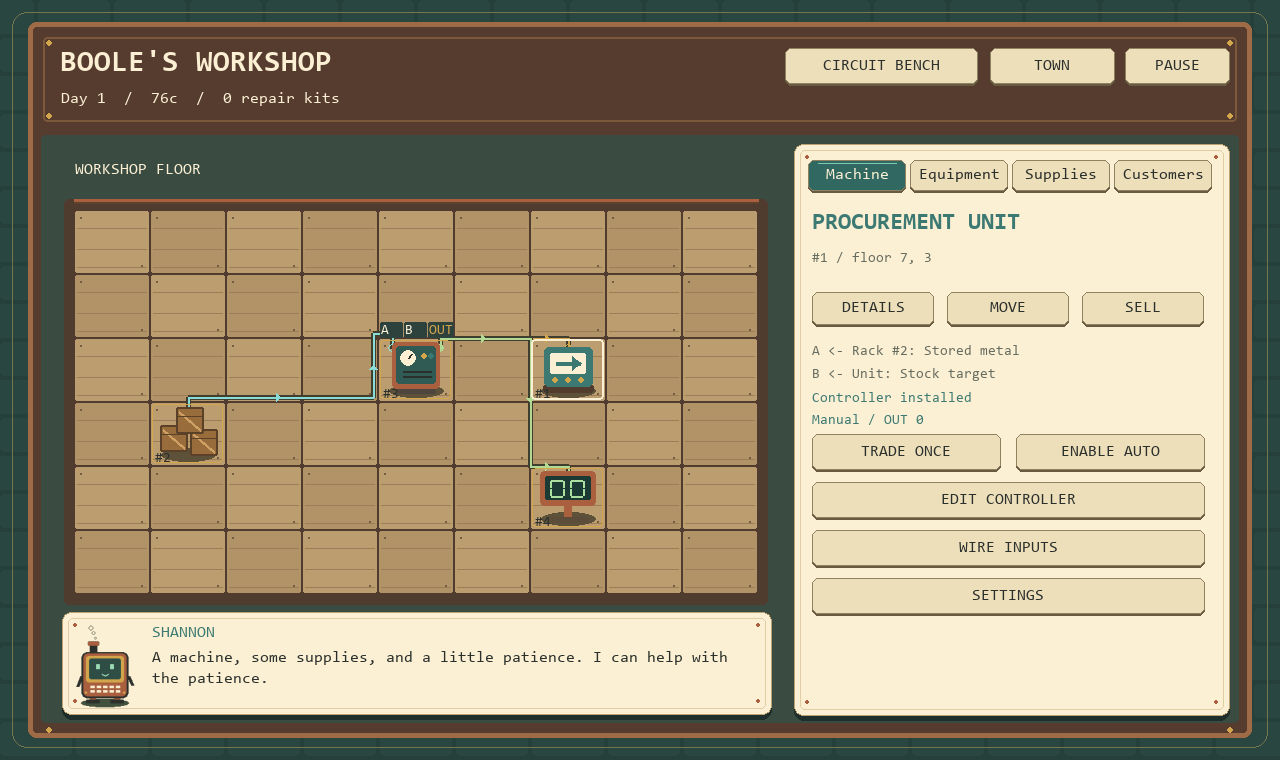 BOOLE'S WORKSHOP
Day 1 / 76c / 0 repair kits
CIRCUIT BENCH
TOWN
PAUSE
WORKSHOP FLOOR
A B OUT
#3
#1
#2
00
#4
SHANNON
A machine, some supplies, and a little patience. I can help with
the patience.
Machine
Equipment
Supplies
Customers
PROCUREMENT UNIT
#1 / floor 7, 3
DETAILS
MOVE
SELL
A <- Rack #2: Stored metal
B <- Unit: Stock target
Controller installed
Manual / OUT 0
TRADE ONCE
ENABLE AUTO
EDIT CONTROLLER
WIRE INPUTS
SETTINGS